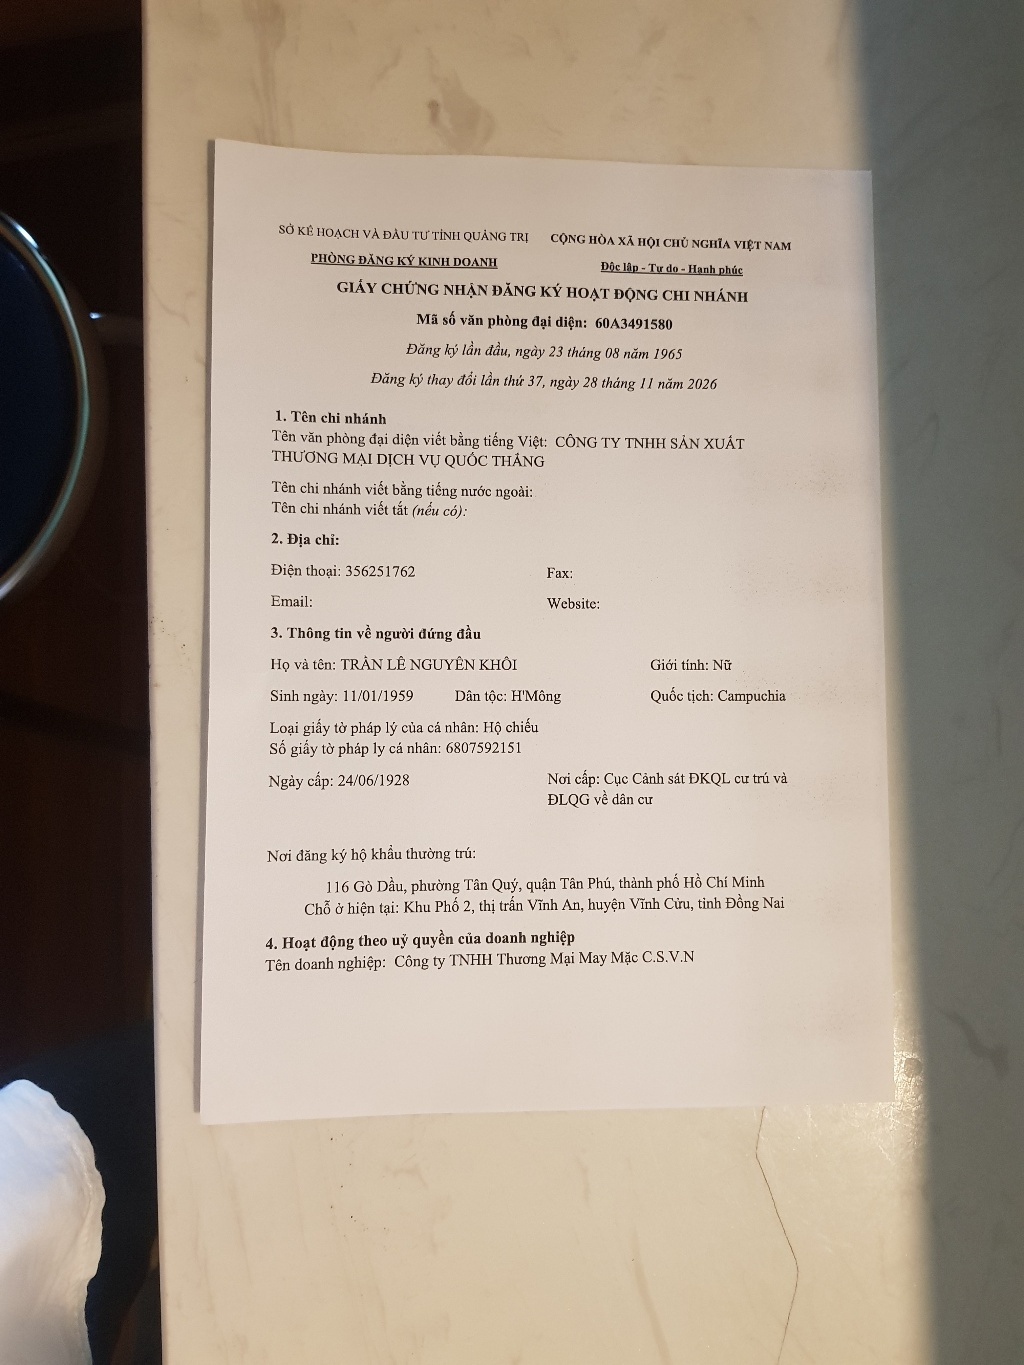 SỞ KẾ HOẠCH VÀ ĐẦU TƯ TỈNH QUẢNG TRỊ
PHÒNG ĐĂNG KÝ KINH DOANH
CỘNG HÒA XÃ HỘI CHỦ NGHĨA VIỆT NAM
Độc lập - Tự do - Hạnh phúc
GIẤY CHỨNG NHẬN ĐĂNG KÝ HOẠT ĐỘNG CHI NHÁNH
Mã số văn phòng đại diện: 60A3491580
Đăng ký lần đầu, ngày 23 tháng 08 năm 1965
Đăng ký thay đổi lần thứ 37, ngày 28 tháng 11 năm 2026
1. Tên chi nhánh
Tên văn phòng đại diện viết bằng tiếng Việt: CÔNG TY TNHH SẢN XUẤT
THƯƠNG MẠI DỊCH VỤ QUỐC THẮNG
Tên chi nhánh viết bằng tiếng nước ngoài:
Tên chi nhánh viết tắt (nếu có):
2. Địa chỉ:
Điện thoại: 356251762 Fax:
Email: Website:
3. Thông tin về người đứng đầu
Họ và tên: TRẦN LÊ NGUYÊN KHÔI Giới tính: Nữ
Sinh ngày: 11/01/1959 Dân tộc: H'Mông Quốc tịch: Campuchia
Loại giấy tờ pháp lý của cá nhân: Hộ chiếu
Số giấy tờ pháp ly cá nhân: 6807592151
Ngày cấp: 24/06/1928 Nơi cấp: Cục Cảnh sát ĐKQL cư trú và
ĐLQG về dân cư
Nơi đăng ký hộ khẩu thường trú:
116 Gò Dầu, phường Tân Quý, quận Tân Phú, thành phố Hồ Chí Minh
Chỗ ở hiện tại: Khu Phố 2, thị trấn Vĩnh An, huyện Vĩnh Cửu, tỉnh Đồng Nai
4. Hoạt động theo uỷ quyền của doanh nghiệp
Tên doanh nghiệp: Công ty TNHH Thương Mại May Mặc C.S.V.N